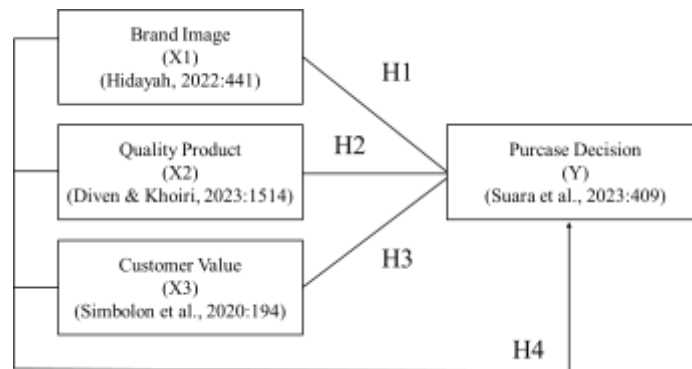 Brand Image
(X1)
(Hidayah, 2022:441)
H1
Quality Product
(X2)
(Diven & Khoiri, 2023:1514)
H2
Purcase Decision
(Y)
(Suara et al., 2023:409)
Customer Value
(X3)
(Simbolon et al., 2020:194)
H3
H4